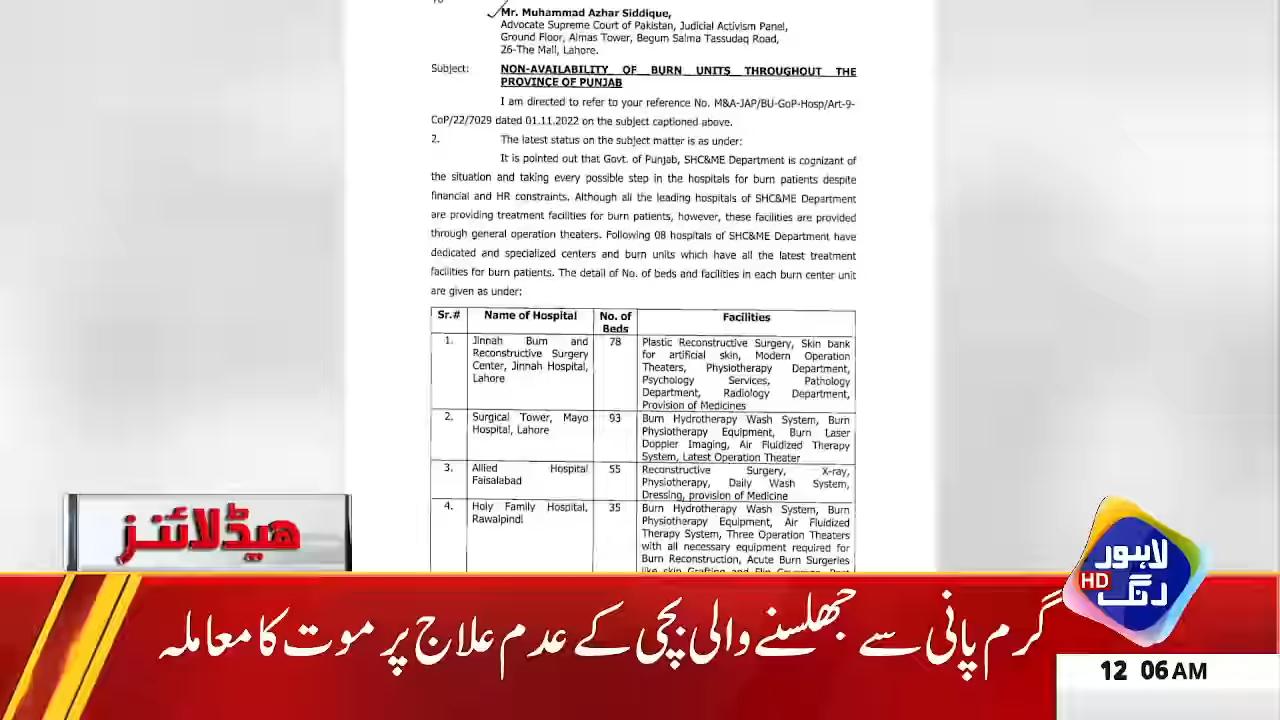 Mr. Muhammad Azhar Siddique,
Advocate Supreme Court of Pakistan, Judicial Activism Panel,
Ground Floor, Almas Tower, Begum Salma Tassudaq Road,
26-The Mall, Lahore.
Subject: NON-AVAILABILITY OF BURN UNITS THROUGHOUT THE
PROVINCE OF PUNJAB
I am directed to refer to your reference No. M&A-JAP/BU-GoP-Hosp/Art-9-
CoP/22/7029 dated 01.11.2022 on the subject captioned above.
2. The latest status on the subject matter is as under:
It is pointed out that Govt. of Punjab, SHC&ME Department is cognizant of
the situation and taking every possible step in the hospitals for burn patients despite
financial and HR constraints. Although all the leading hospitals of SHC&ME Department
are providing treatment facilities for burn patients, however, these facilities are provided
through general operation theaters. Following 08 hospitals of SHC&ME Department have
dedicated and specialized centers and burn units which have all the latest treatment
facilities for burn patients. The detail of No. of beds and facilities in each burn center unit
are given as under:
Sr.# Name of Hospital No. of Beds Facilities
1. Jinnah Burn and 78 Plastic Reconstructive Surgery, Skin bank
Reconstructive Surgery for artificial skin, Modern Operation
Center, Jinnah Hospital, Theaters, Physiotherapy Department,
Lahore Psychology Services, Pathology
Department, Radiology Department,
Provision of Medicines
2. Surgical Tower, Mayo 93 Burn Hydrotherapy Wash System, Burn
Hospital, Lahore Physiotherapy Equipment, Burn Laser
Doppler Imaging, Air Fluidized Therapy
System, Latest Operation Theater
3. Allied Hospital 55 Reconstructive Surgery, X-ray,
Faisalabad Physiotherapy, Daily Wash System,
Dressing, provision of Medicine
4. Holy Family Hospital, 35 Burn Hydrotherapy Wash System, Burn
Rawalpindi Physiotherapy Equipment, Air Fluidized
Therapy System, Three Operation Theaters
with all necessary equipment required for
Burn Reconstruction, Acute Burn Surgeries
ہیڈلائنز
لاہور
رنگ HD
گرم پانی سے جھلسنے والی بچی کے عدم علاج پر موت کا معاملہ
12 06 AM